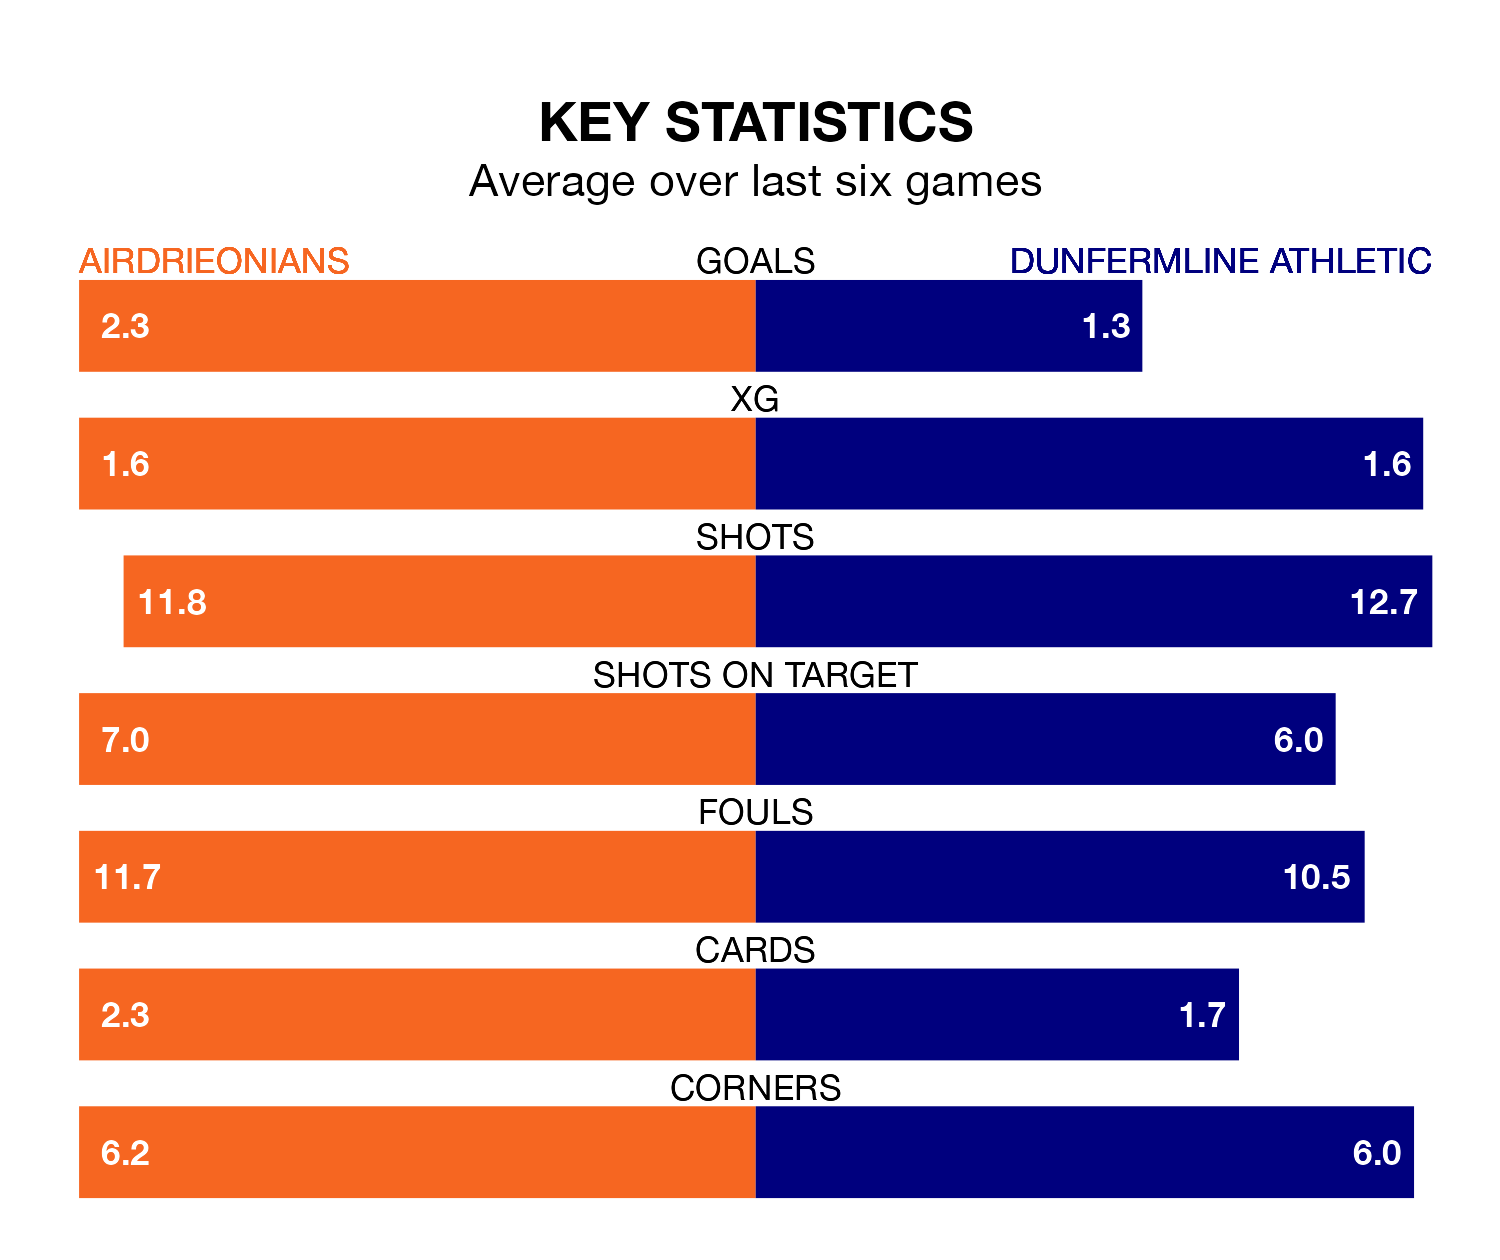 KEY STATISTICS
Average over last six games
AIRDRIEONIANS GOALS DUNFERMLINE ATHLETIC
2.3 1.3
XG
1.6 1.6
SHOTS
11.8 12.7
SHOTS ON TARGET
7.0 6.0
FOULS
11.7 10.5
CARDS
2.3 1.7
CORNERS
6.2 6.0